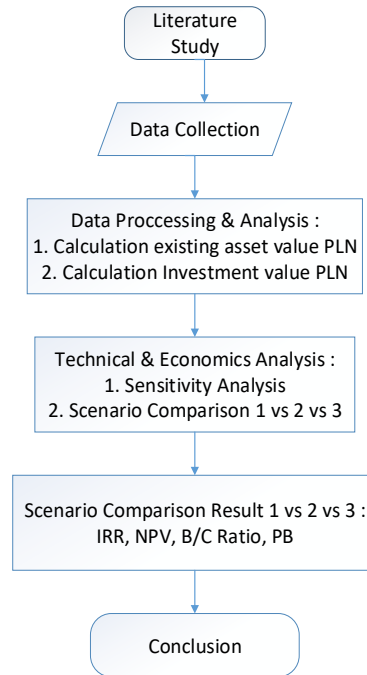 Literature
Study
Data Collection
Data Proccessing & Analysis :
1. Calculation existing asset value PLN
2. Calculation Investment value PLN
Technical & Economics Analysis :
1. Sensitivity Analysis
2. Scenario Comparison 1 vs 2 vs 3
Scenario Comparison Result 1 vs 2 vs 3 :
IRR, NPV, B/C Ratio, PB
Conclusion